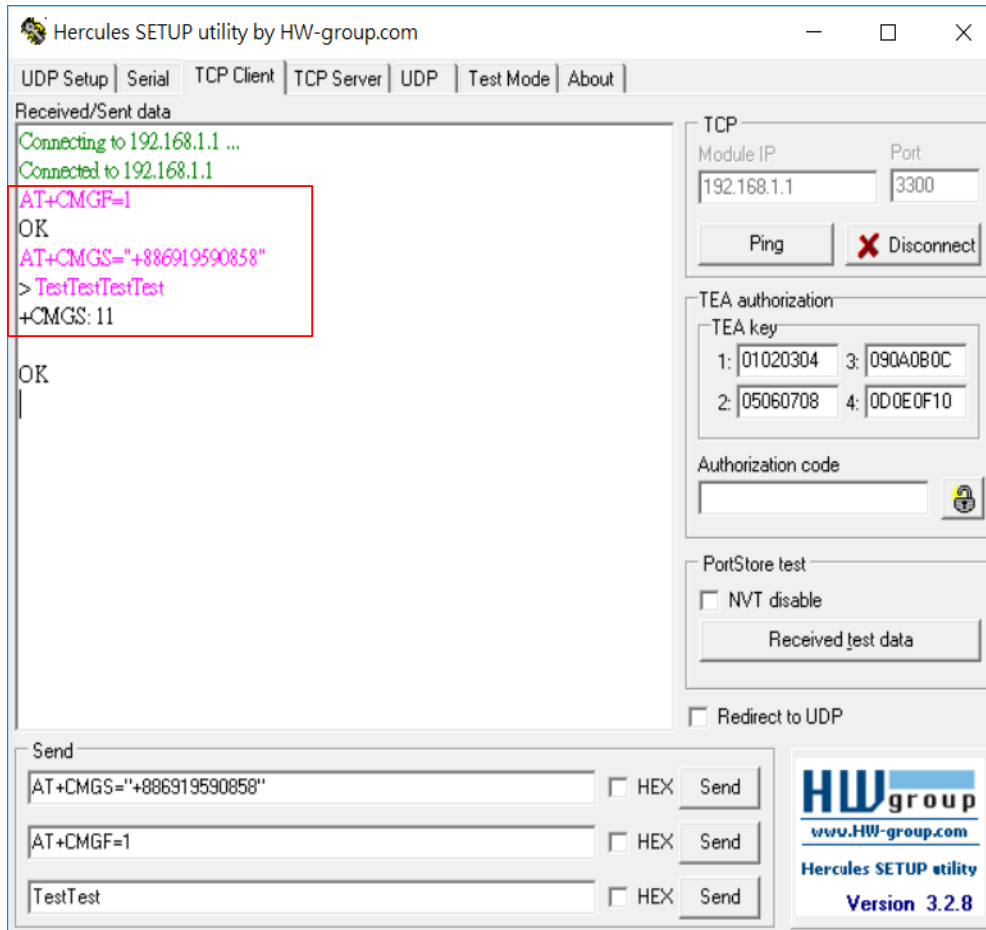 Hercules SETUP utility by HW-group.com
UDP Setup Serial TCP Client TCP Server UDP Test Mode About
Received/Sent data
Connecting to 192.168.1.1 ...
Connected to 192.168.1.1
AT+CMGF=1
OK
AT+CMGS="+886919590858"
> TestTestTestTest
+CMGS: 11
OK
TCP
Module IP Port
192.168.1.1 3300
Ping Disconnect
TEA authorization
TEA key
1: 01020304 3: 090A0B0C
2: 05060708 4: 0D0E0F10
Authorization code
PortStore test
NVT disable
Received test data
Redirect to UDP
Send
AT+CMGS="+886919590858" HEX Send
AT+CMGF=1 HEX Send
TestTest HEX Send
HW group
www.HW-group.com
Hercules SETUP utility
Version 3.2.8